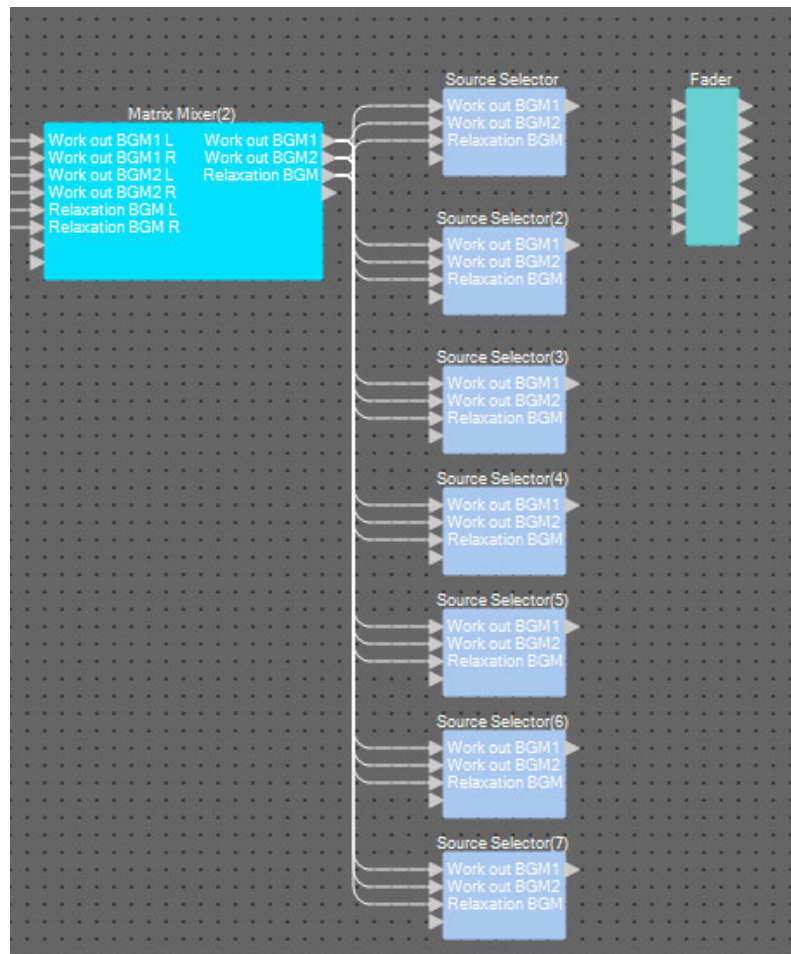 Matrix Mixer(2)
Work out BGM1 L
Work out BGM1
Work out BGM1 R
Work out BGM2
Work out BGM2 L
Relaxation BGM
Work out BGM2 R
Relaxation BGM L
Relaxation BGM R
Source Selector
Work out BGM1
Work out BGM2
Relaxation BGM
Source Selector(2)
Work out BGM1
Work out BGM2
Relaxation BGM
Source Selector(3)
Work out BGM1
Work out BGM2
Relaxation BGM
Source Selector(4)
Work out BGM1
Work out BGM2
Relaxation BGM
Source Selector(5)
Work out BGM1
Work out BGM2
Relaxation BGM
Source Selector(6)
Work out BGM1
Work out BGM2
Relaxation BGM
Source Selector(7)
Work out BGM1
Work out BGM2
Relaxation BGM
Fader